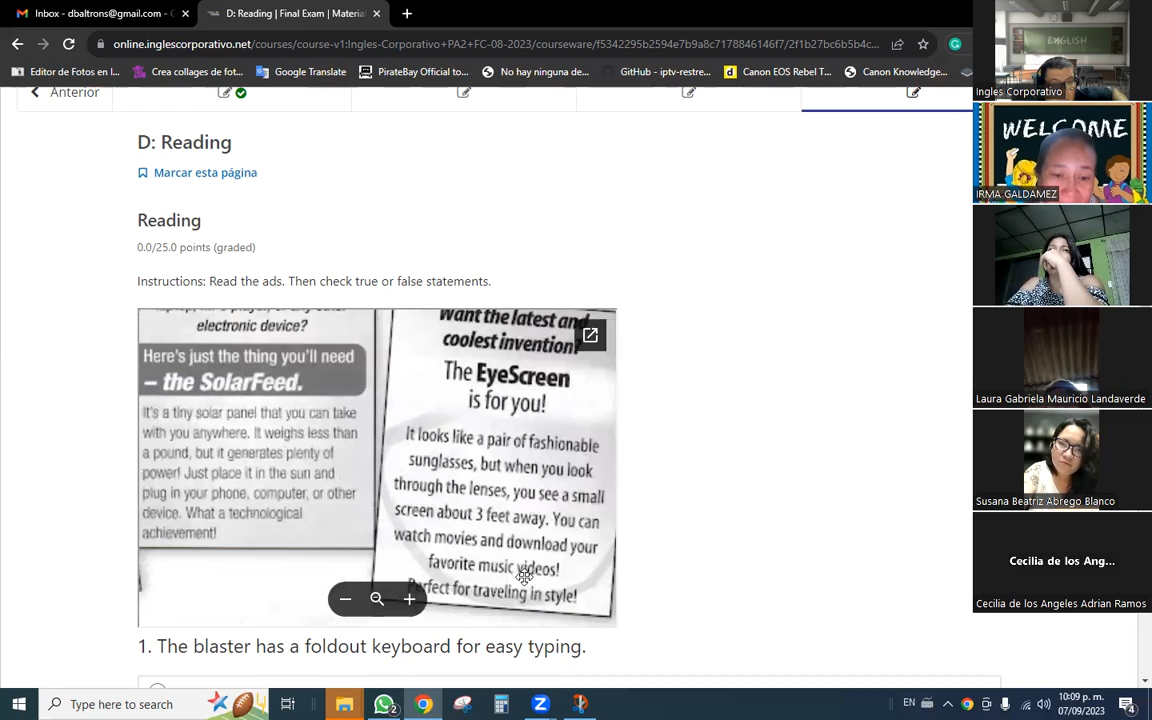 Inbox - dbaltrons@gmail.com -
D: Reading | Final Exam | Material
online.inglescorporativo.net/courses/course-v1:Ingles-Corporativo+PA2+FC-08-2023/courseware/f5342295b2594e7b9a8c7178846146f7/2f1b27bc6b5b4c...
Editor de Fotos en l...
Crea collages de fot...
Google Translate
PirateBay Official to...
No hay ninguna de...
GitHub - iptv-restre...
Canon EOS Rebel T...
Canon Knowledge...
Anterior
D: Reading
Marcar esta página
Reading
0.0/25.0 points (graded)
Instructions: Read the ads. Then check true or false statements.
electronic device?
Here's just the thing you'll need
– the SolarFeed.
It's a tiny solar panel that you can take
with you anywhere. It weighs less than
a pound, but it generates plenty of
power! Just place it in the sun and
plug in your phone, computer, or other
device. What a technological
achievement!
Want the latest and
coolest invention?
The EyeScreen
is for you!
It looks like a pair of fashionable
sunglasses, but when you look
through the lenses, you see a small
screen about 3 feet away. You can
watch movies and download your
favorite music videos!
Perfect for traveling in style!
1. The blaster has a foldout keyboard for easy typing.
ENGLISH
Ingles Corporativo
WELCOME
IRMA GALDAMEZ
Laura Gabriela Mauricio Landaverde
Susana Beatriz Abrego Blanco
Cecilia de los Ang...
Cecilia de los Angeles Adrian Ramos
Type here to search
2
EN
10:09 p. m.
07/09/2023
4